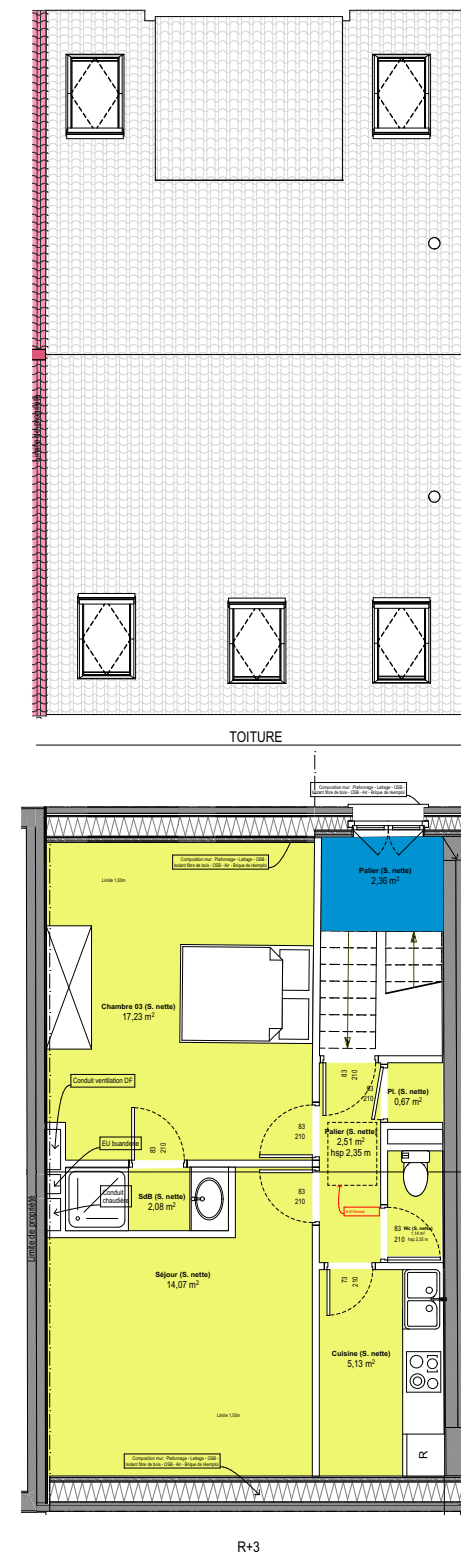 Limite de propriété
TOITURE
Composition mur: Plafonnage - Lattage - OSB -
Isolant fibre de bois - OSB - Air - Brique de réemploi
Composition mur: Plafonnage - Lattage - OSB -
Isolant fibre de bois - OSB - Air - Brique de réemploi
Palier (S. nette)
2,36 m²
Limite 1,50m
Chambre 03 (S. nette)
17,23 m²
Conduit ventilation DF
83
210
83
210
Pl. (S. nette)
0,67 m²
EU buanderie
83
210
83
210
Palier (S. nette)
2,51 m²
hsp 2,35 m
Conduit
chaudière
SdB (S. nette)
2,08 m²
83
210
83
210
Wc (S. nette)
1,14 m²
hsp 2,35 m
Limite de propriété
Séjour (S. nette)
14,07 m²
73
210
Cuisine (S. nette)
5,13 m²
Limite 1,50m
R
Composition mur: Plafonnage - Lattage - OSB -
Isolant fibre de bois - OSB - Air - Brique de réemploi
R+3